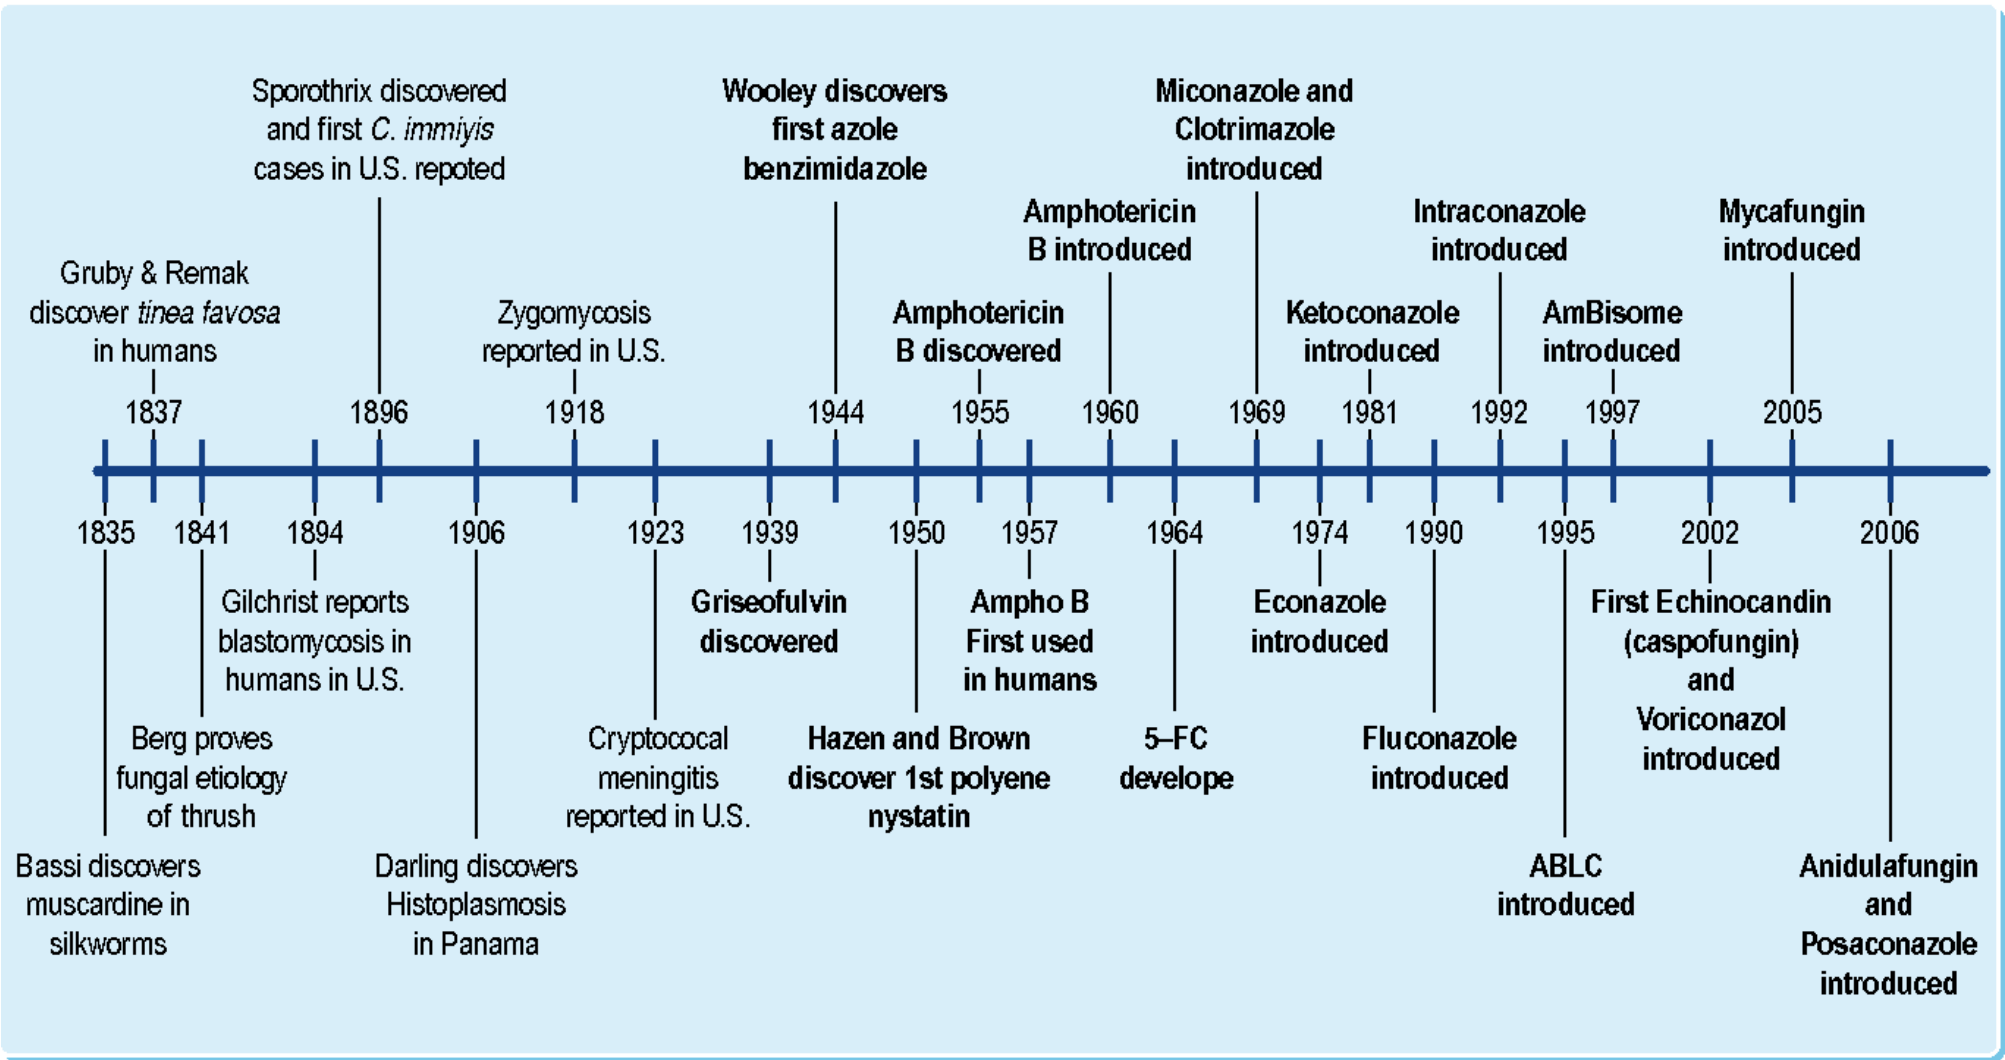 Sporothrix discovered
and first C. immiyis
cases in U.S. repoted
Wooley discovers
first azole
benzimidazole
Miconazole and
Clotrimazole
introduced
Amphotericin
B introduced
Intraconazole
introduced
Mycafungin
introduced
Gruby & Remak
discover tinea favosa
in humans
Zygomycosis
reported in U.S.
Amphotericin
B discovered
Ketoconazole
introduced
AmBisome
introduced
1837
1896
1918
1944
1955
1960
1969
1981
1992
1997
2005
1835
1841
1894
1906
1923
1939
1950
1957
1964
1974
1990
1995
2002
2006
Gilchrist reports
blastomycosis in
humans in U.S.
Griseofulvin
discovered
Ampho B
First used
in humans
Econazole
introduced
First Echinocandin
(caspofungin)
and
Voriconazol
introduced
Berg proves
fungal etiology
of thrush
Cryptococal
meningitis
reported in U.S.
Hazen and Brown
discover 1st polyene
nystatin
5–FC
develope
Fluconazole
introduced
Bassi discovers
muscardine in
silkworms
Darling discovers
Histoplasmosis
in Panama
ABLC
introduced
Anidulafungin
and
Posaconazole
introduced